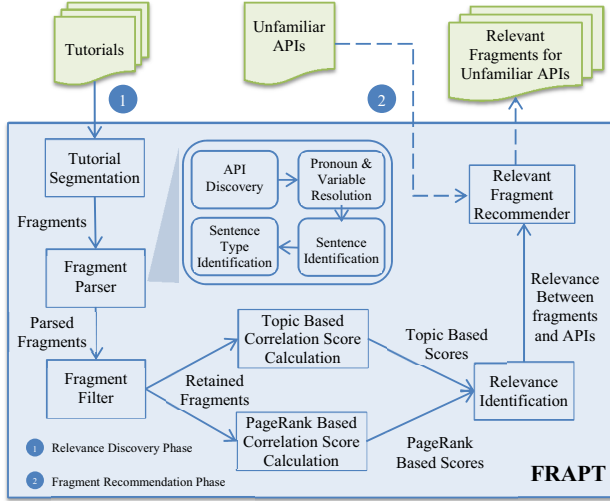 Tutorials
Unfamiliar
APIs
Relevant
Fragments for
Unfamiliar APIs
1
2
Tutorial
Segmentation
API
Discovery
Pronoun &
Variable
Resolution
Sentence
Type
Identification
Sentence
Identification
Relevant
Fragment
Recommender
Fragments
Fragment
Parser
Parsed
Fragments
Fragment
Filter
Retained
Fragments
Topic Based
Correlation Score
Calculation
PageRank Based
Correlation Score
Calculation
Topic Based
Scores
PageRank
Based Scores
Relevance
Between
fragments
and APIs
Relevance
Identification
1 Relevance Discovery Phase
2 Fragment Recommendation Phase
FRAPT